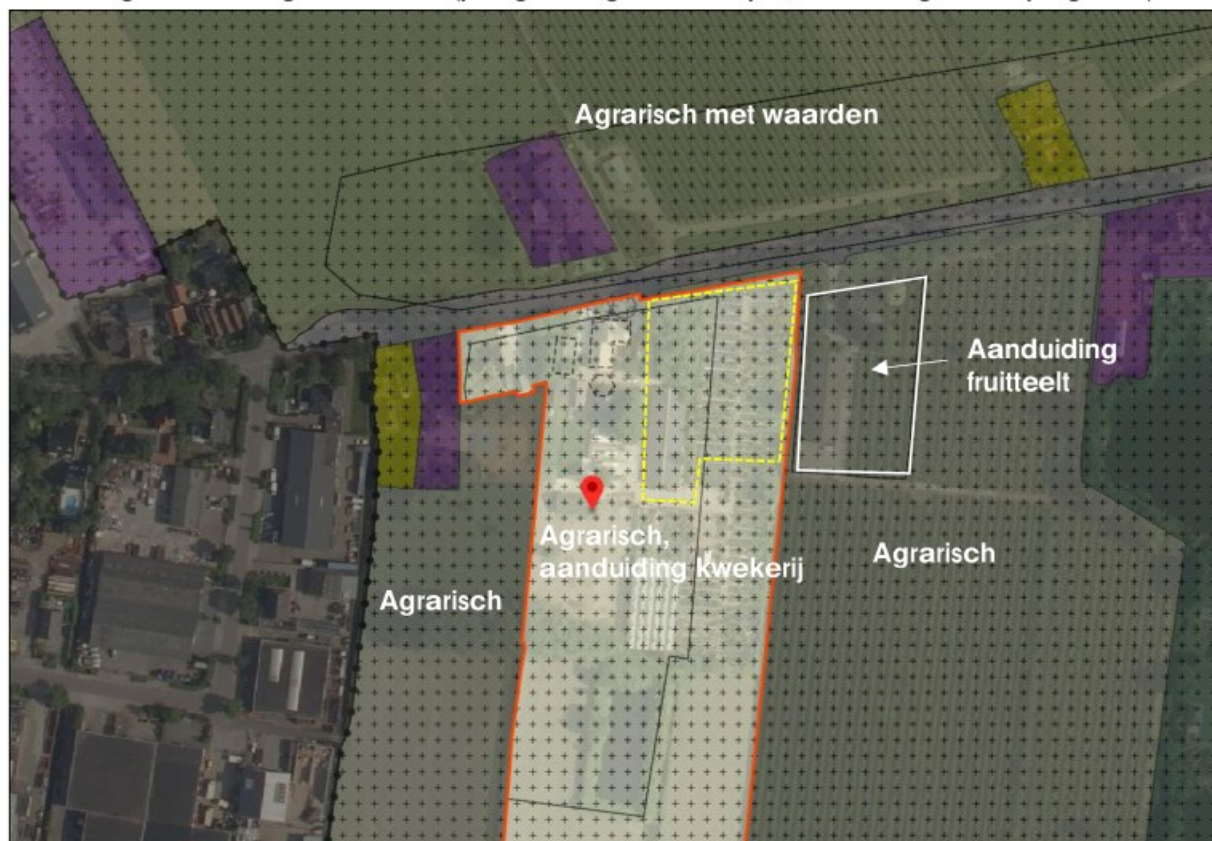 Agrarisch met waarden
Aanduiding
fruitteelt
Agrarisch,
aanduiding kwekerij
Agrarisch
Agrarisch